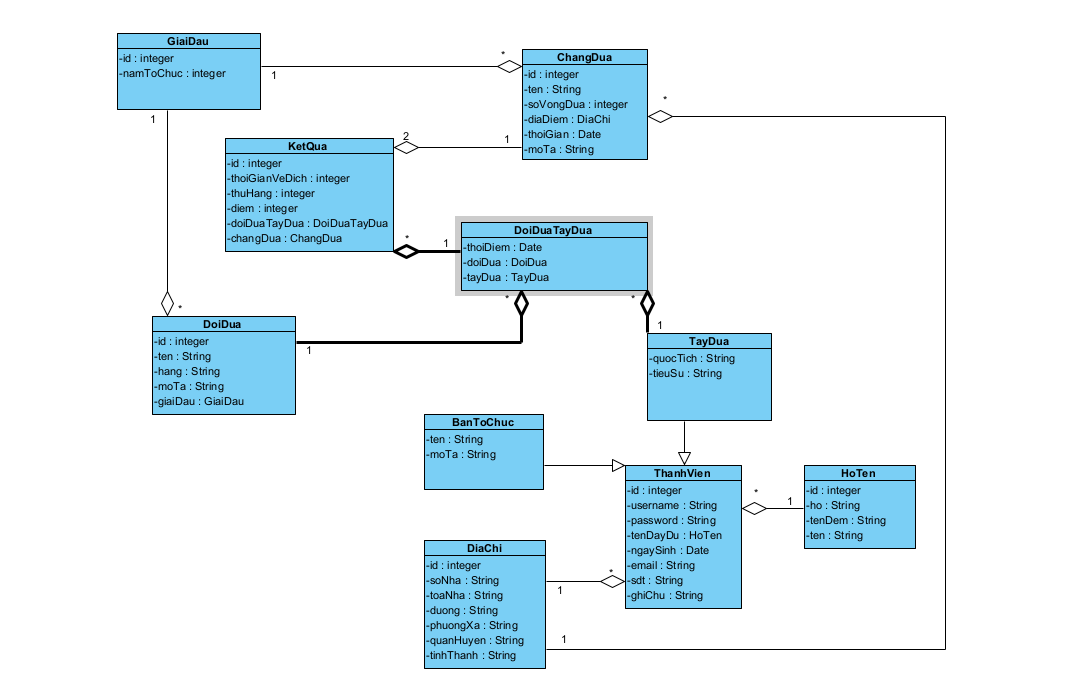 GiaiDau
-id : integer
-namToChuc : integer
1
*
ChangDua
-id : integer
-ten : String
-soVongDua : integer
-diaDiem : DiaChi
-thoiGian : Date
-moTa : String
*
1
KetQua
-id : integer
-thoiGianVeDich : integer
-thuHang : integer
-diem : integer
-doiDuaTayDua : DoiDuaTayDua
-changDua : ChangDua
2
1
*
1
DoiDuaTayDua
-thoiDiem : Date
-doiDua : DoiDua
-tayDua : TayDua
*
*
*
DoiDua
-id : integer
-ten : String
-hang : String
-moTa : String
-giaiDau : GiaiDau
1
1
TayDua
-quocTich : String
-tieuSu : String
BanToChuc
-ten : String
-moTa : String
ThanhVien
-id : integer
-username : String
-password : String
-tenDayDu : HoTen
-ngaySinh : Date
-email : String
-sdt : String
-ghiChu : String
*
1
HoTen
-id : integer
-ho : String
-tenDem : String
-ten : String
DiaChi
-id : integer
-soNha : String
-toaNha : String
-duong : String
-phuongXa : String
-quanHuyen : String
-tinhThanh : String
*
1
1